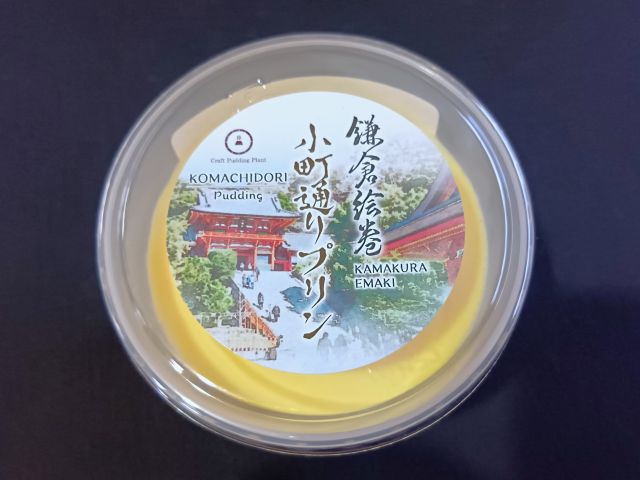 鎌倉絵巻
KAMAKURA
EMAKI
小町通りプリン
Craft Pudding Plant
KOMACHIDORI
Pudding